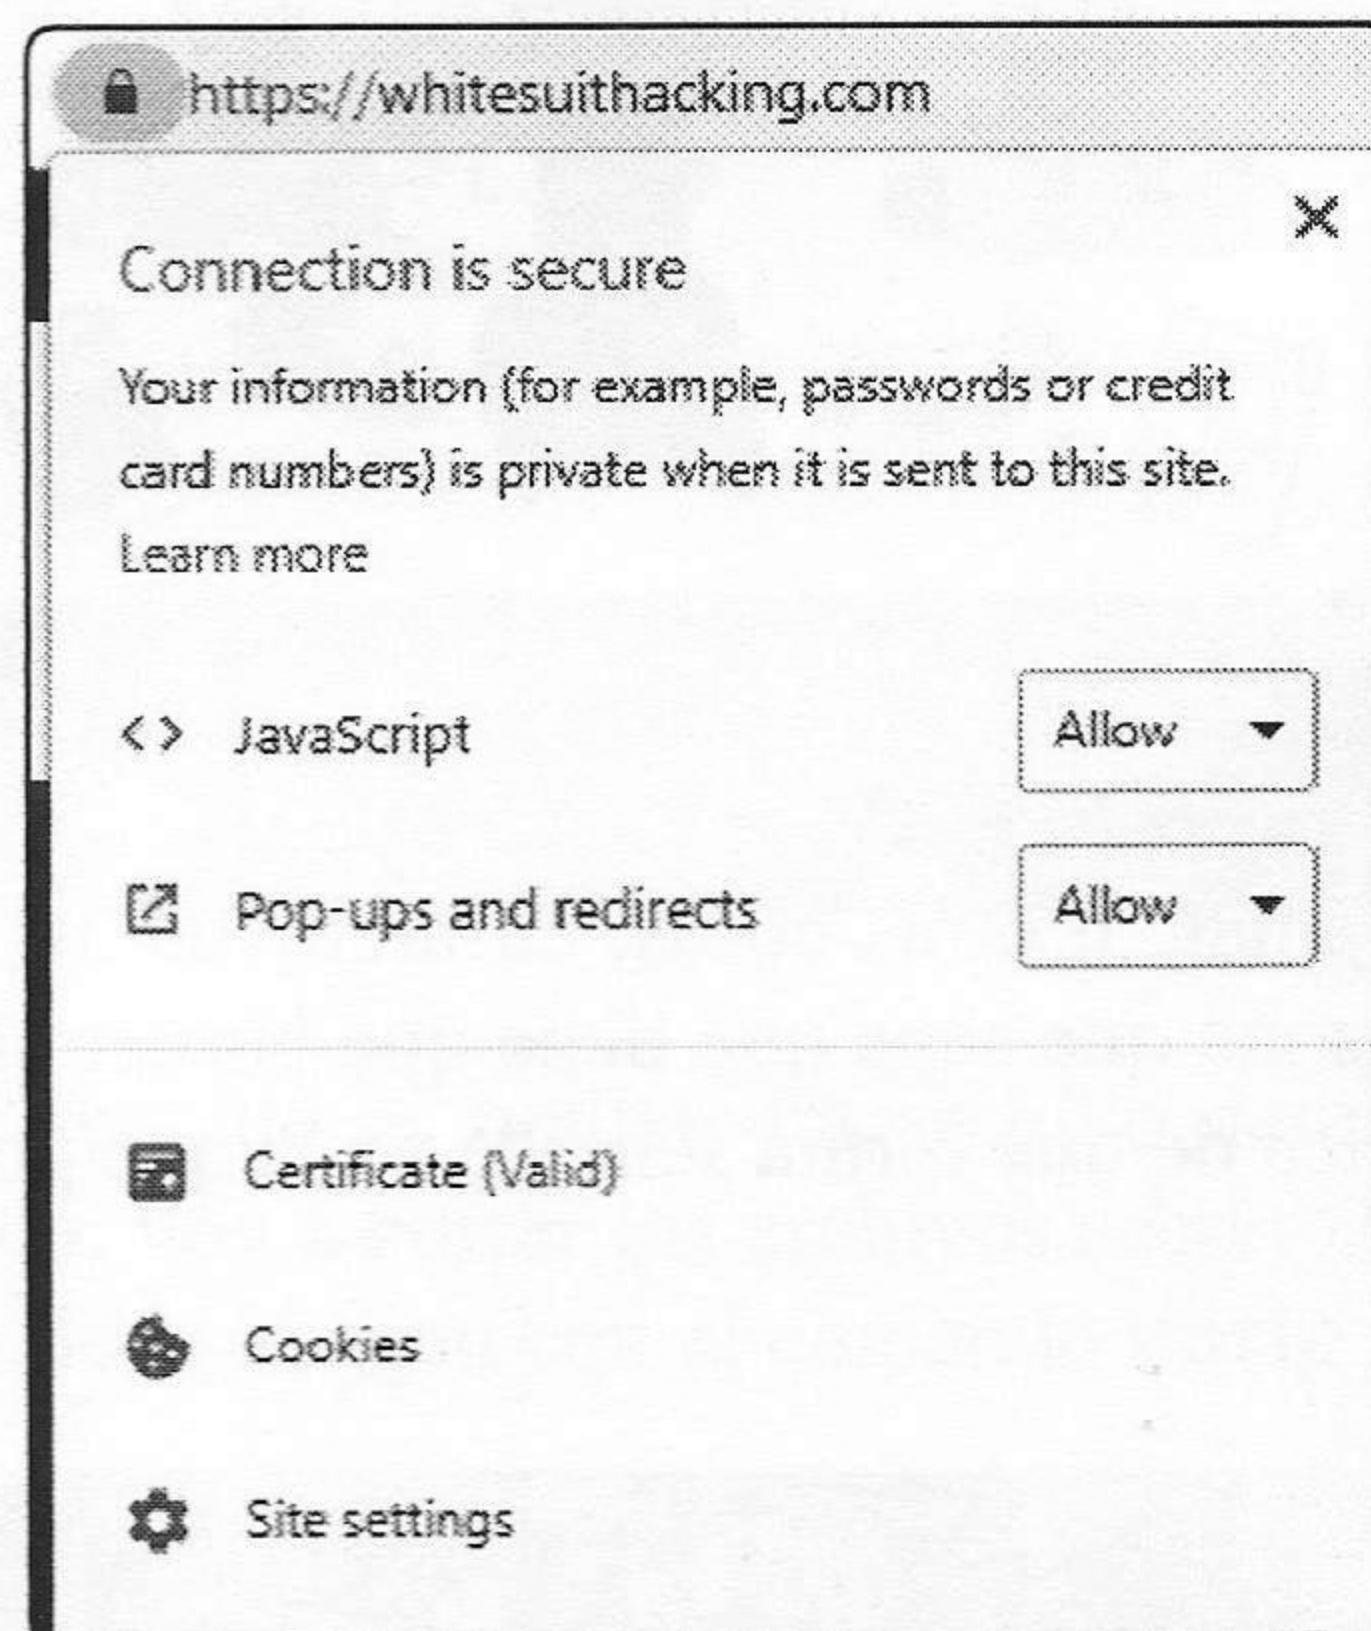 https://whitesuithacking.com
Connection is secure
Your information (for example, passwords or credit
card numbers) is private when it is sent to this site.
Learn more
<> JavaScript Allow
Pop-ups and redirects Allow
Certificate (Valid)
Cookies
Site settings